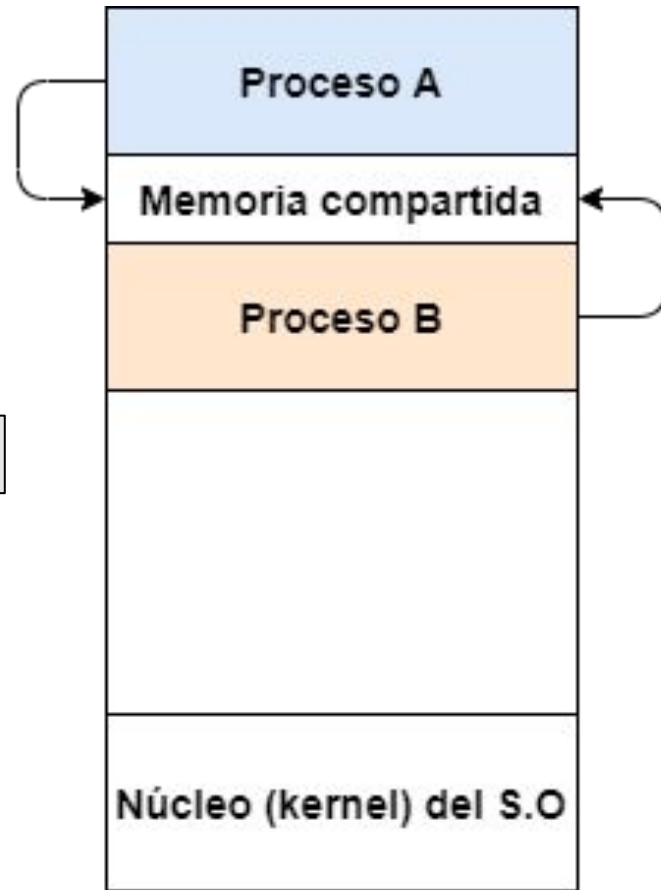 Proceso A
Memoria compartida
Proceso B
Núcleo (kernel) del S.O